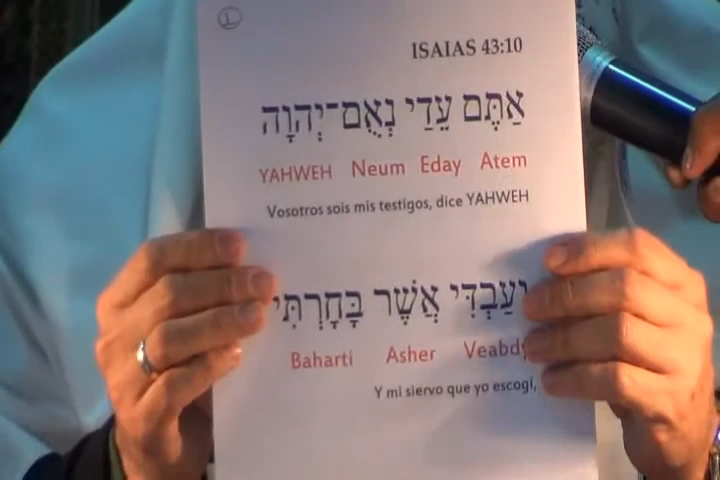 ISAIAS 43:10
אַתֶּם עֵדַי נְאֻם־יְהוָה
YAHWEH Neum Eday Atem
Vosotros sois mis testigos, dice YAHWEH
וְעַבְדִּי אֲשֶׁר בָּחָרְתִּי
Baharti Asher Veabdy
Y mi siervo que yo escogí,